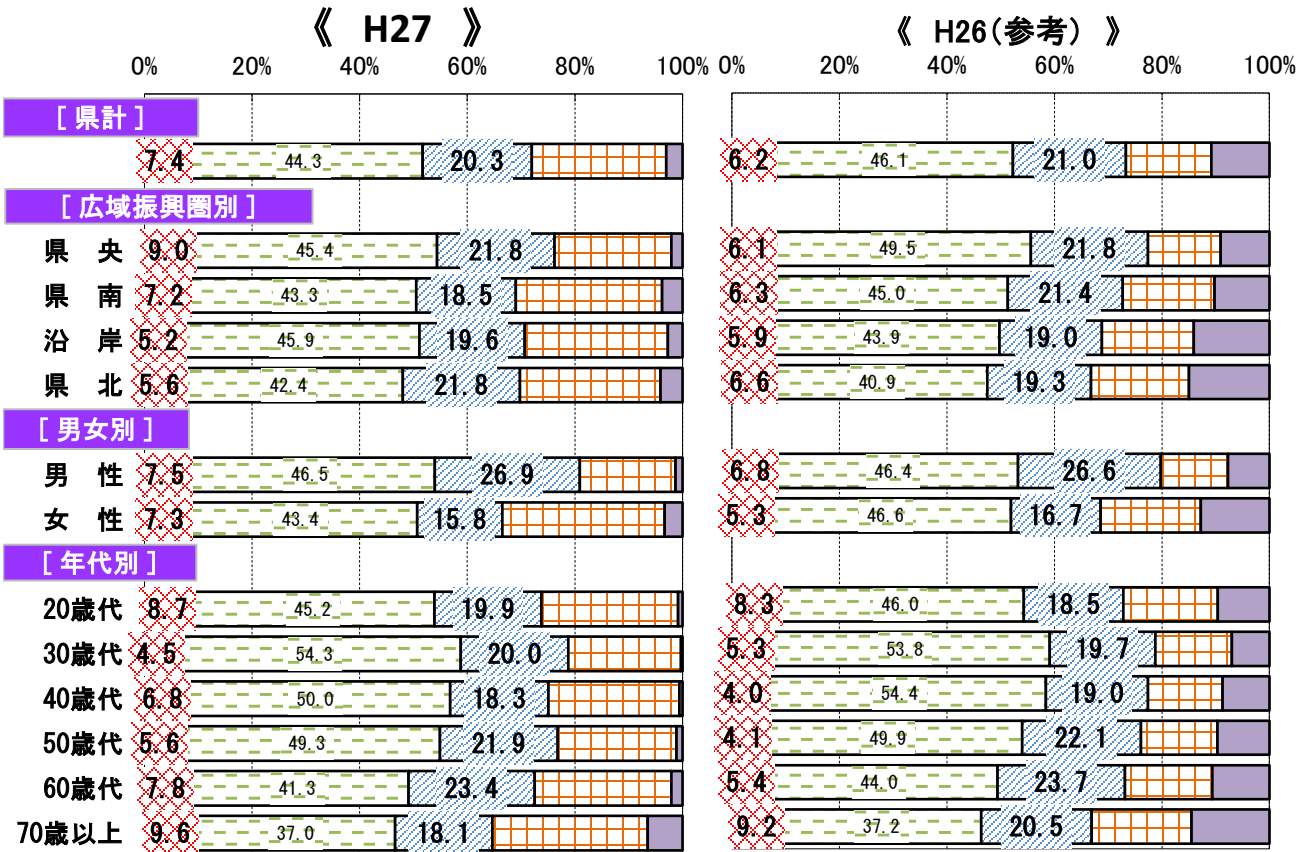 《 H27 》 《 H26(参考) 》
0% 20% 40% 60% 80% 100% 0% 20% 40% 60% 80% 100%
[ 県計 ]
7.4 44.3 20.3 6.2 46.1 21.0
[ 広域振興圏別 ]
県 央 9.0 45.4 21.8 6.1 49.5 21.8
県 南 7.2 43.3 18.5 6.3 45.0 21.4
沿 岸 5.2 45.9 19.6 5.9 43.9 19.0
県 北 5.6 42.4 21.8 6.6 40.9 19.3
[ 男女別 ]
男 性 7.5 46.5 26.9 6.8 46.4 26.6
女 性 7.3 43.4 15.8 5.3 46.6 16.7
[ 年代別 ]
20歳代 8.7 45.2 19.9 8.3 46.0 18.5
30歳代 4.5 54.3 20.0 5.3 53.8 19.7
40歳代 6.8 50.0 18.3 4.0 54.4 19.0
50歳代 5.6 49.3 21.9 4.1 49.9 22.1
60歳代 7.8 41.3 23.4 5.4 44.0 23.7
70歳以上 9.6 37.0 18.1 9.2 37.2 20.5